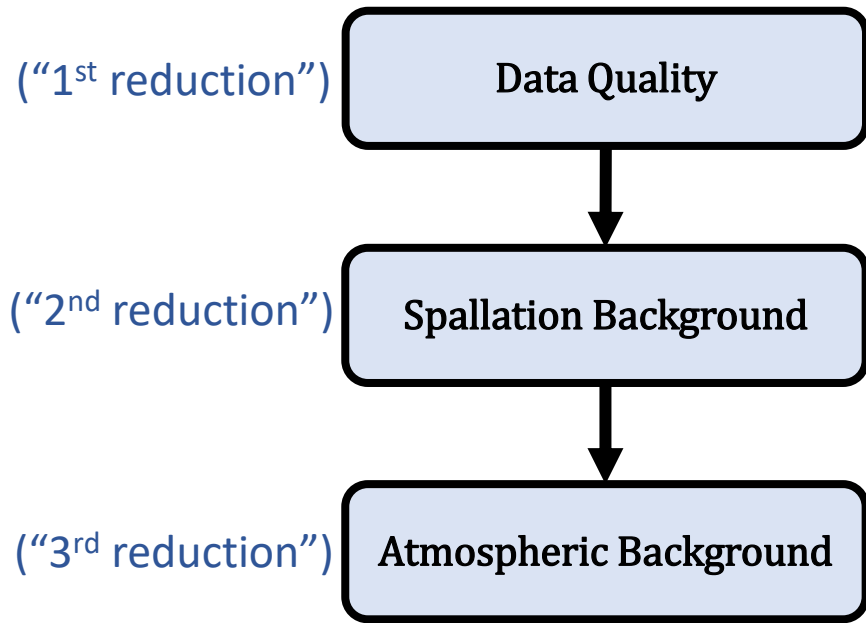 (“1st reduction”) Data Quality
(“2nd reduction”) Spallation Background
(“3rd reduction”) Atmospheric Background